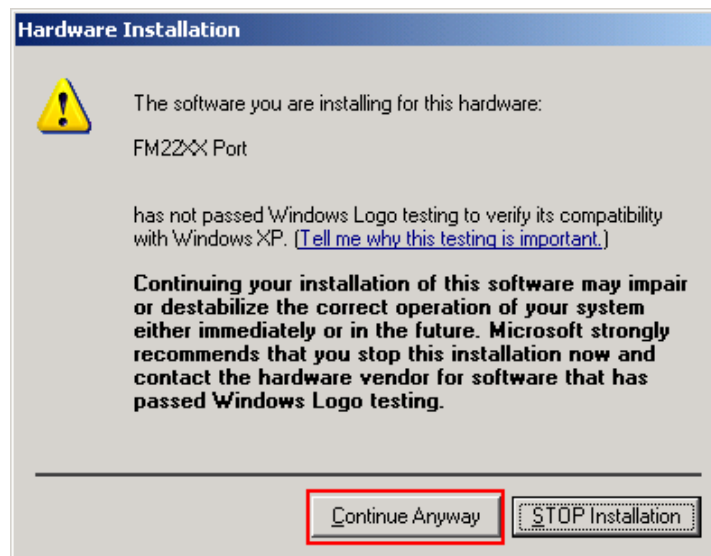 Hardware Installation
The software you are installing for this hardware:
FM22XX Port
has not passed Windows Logo testing to verify its compatibility
with Windows XP. (Tell me why this testing is important.)
Continuing your installation of this software may impair
or destabilize the correct operation of your system
either immediately or in the future. Microsoft strongly
recommends that you stop this installation now and
contact the hardware vendor for software that has
passed Windows Logo testing.
Continue Anyway STOP Installation